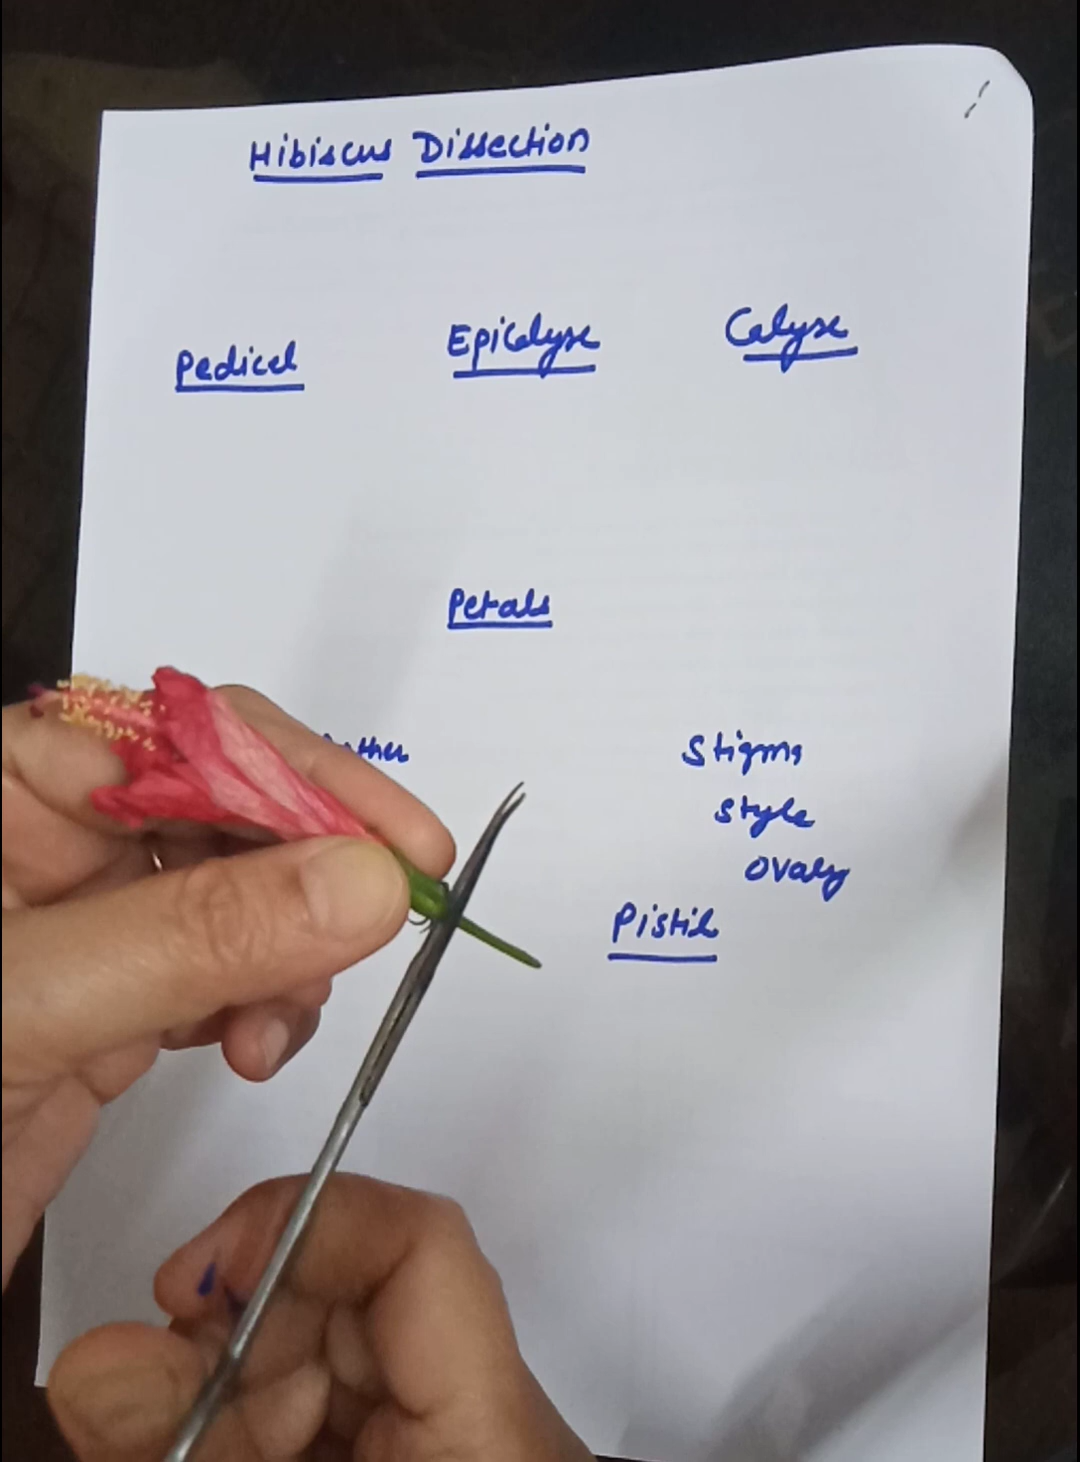 Hibiscus Dissection
Pedicel Epicalyx Calyx
Petals
Stigma
Style
Ovary
Pistil